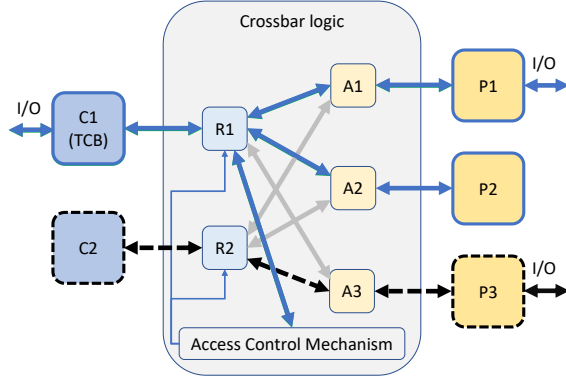 Crossbar logic
I/O
C1
(TCB)
R1
A1
P1
I/O
A2
P2
C2
R2
A3
P3
I/O
Access Control Mechanism